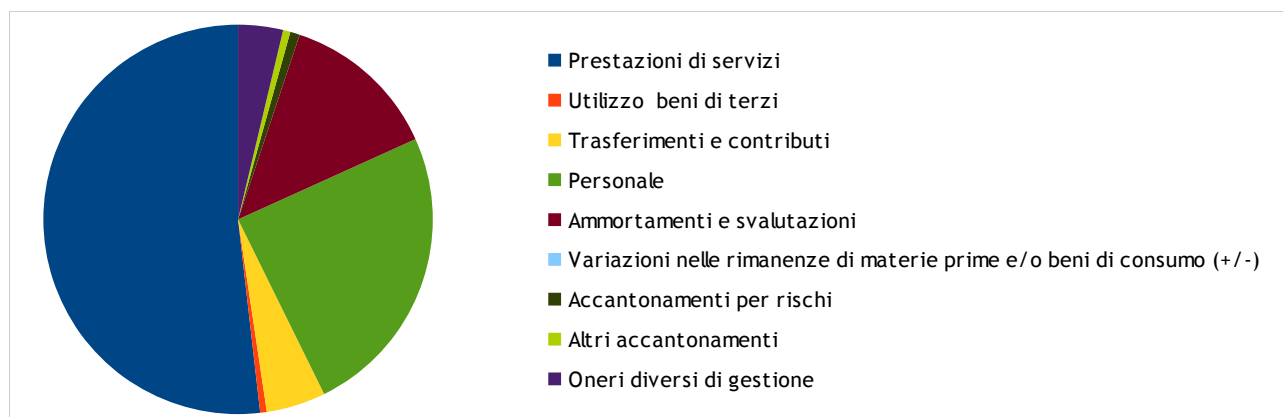 Prestazioni di servizi
Utilizzo beni di terzi
Trasferimenti e contributi
Personale
Ammortamenti e svalutazioni
Variazioni nelle rimanenze di materie prime e/o beni di consumo (+/-)
Accantonamenti per rischi
Altri accantonamenti
Oneri diversi di gestione